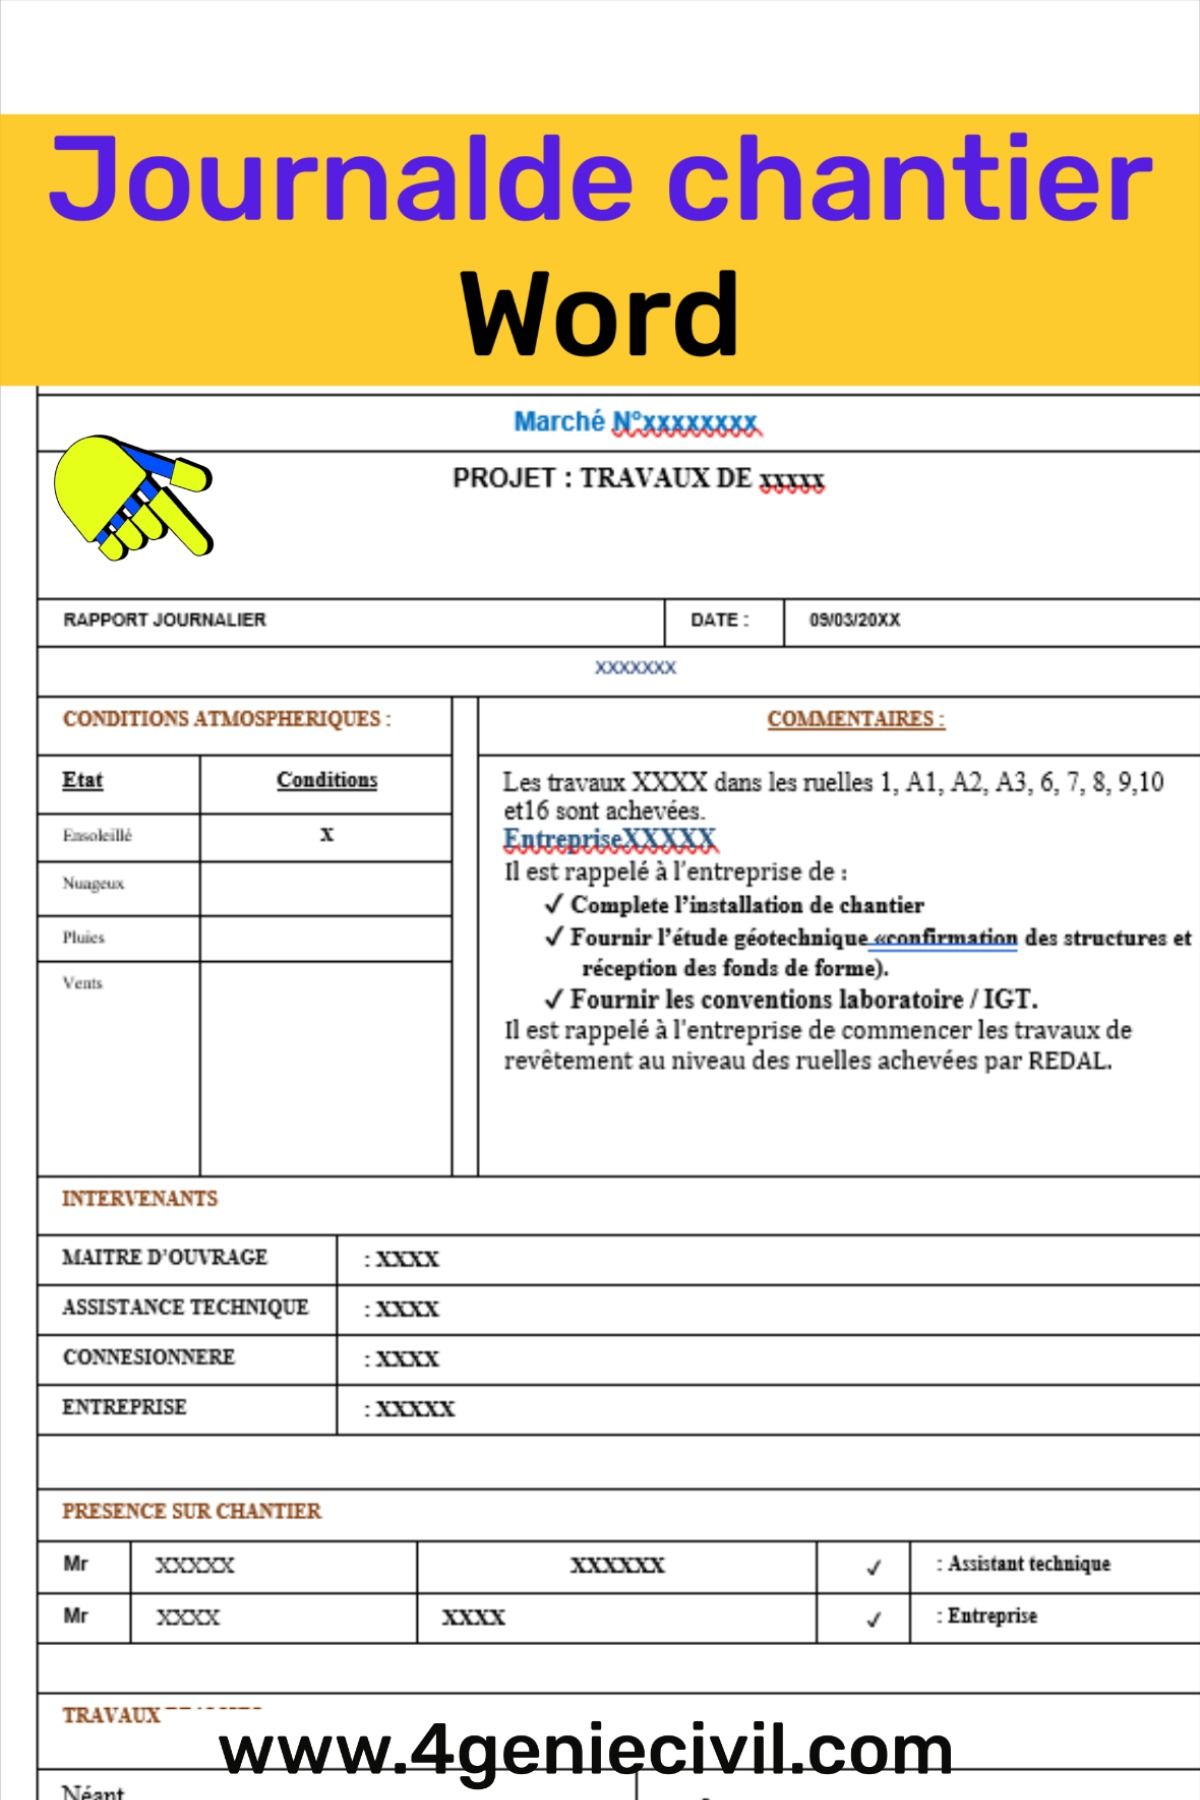 Journalde chantier
Word
Marché N°xxxxxxxx
PROJET : TRAVAUX DE xxxxx
RAPPORT JOURNALIER DATE : 09/03/20XX
XXXXXXX
CONDITIONS ATMOSPHERIQUES :
Etat Conditions
Ensoleillé X
Nuageux
Pluies
Vents
COMMENTAIRES :
Les travaux XXXX dans les ruelles 1, A1, A2, A3, 6, 7, 8, 9,10
et16 sont achevées.
EntrepriseXXXXX
Il est rappelé à l'entreprise de :
✓ Complete l’installation de chantier
✓ Fournir l’étude géotechnique «confirmation des structures et
réception des fonds de forme).
✓ Fournir les conventions laboratoire / IGT.
Il est rappelé à l'entreprise de commencer les travaux de
revêtement au niveau des ruelles achevées par REDAL.
INTERVENANTS
MAITRE D’OUVRAGE : XXXX
ASSISTANCE TECHNIQUE : XXXX
CONNESIONNERE : XXXX
ENTREPRISE : XXXXX
PRESENCE SUR CHANTIER
Mr XXXXX XXXXXX ✓ : Assistant technique
Mr XXXX XXXX ✓ : Entreprise
TRAVAUX
www.4geniecivil.com
Néant